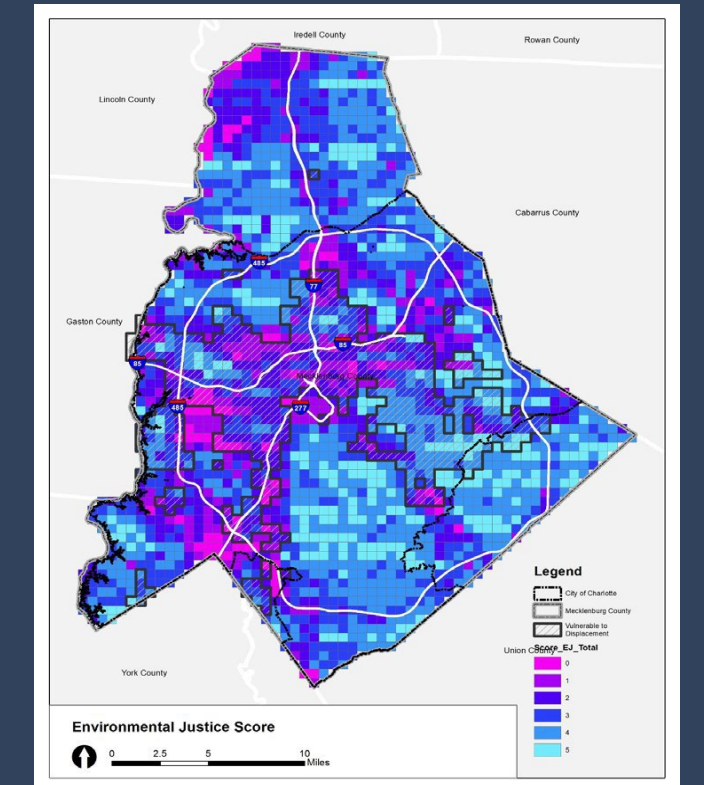 Iredell County
Rowan County
Lincoln County
Cabarrus County
485
77
Gaston County
85
85
Mecklenburg County
485
277
Legend
City of Charlotte
Mecklenburg County
Vulnerable to
Displacement
Union County
Score_EJ_Total
0
1
2
3
4
5
York County
Environmental Justice Score
0 2.5 5 10
Miles